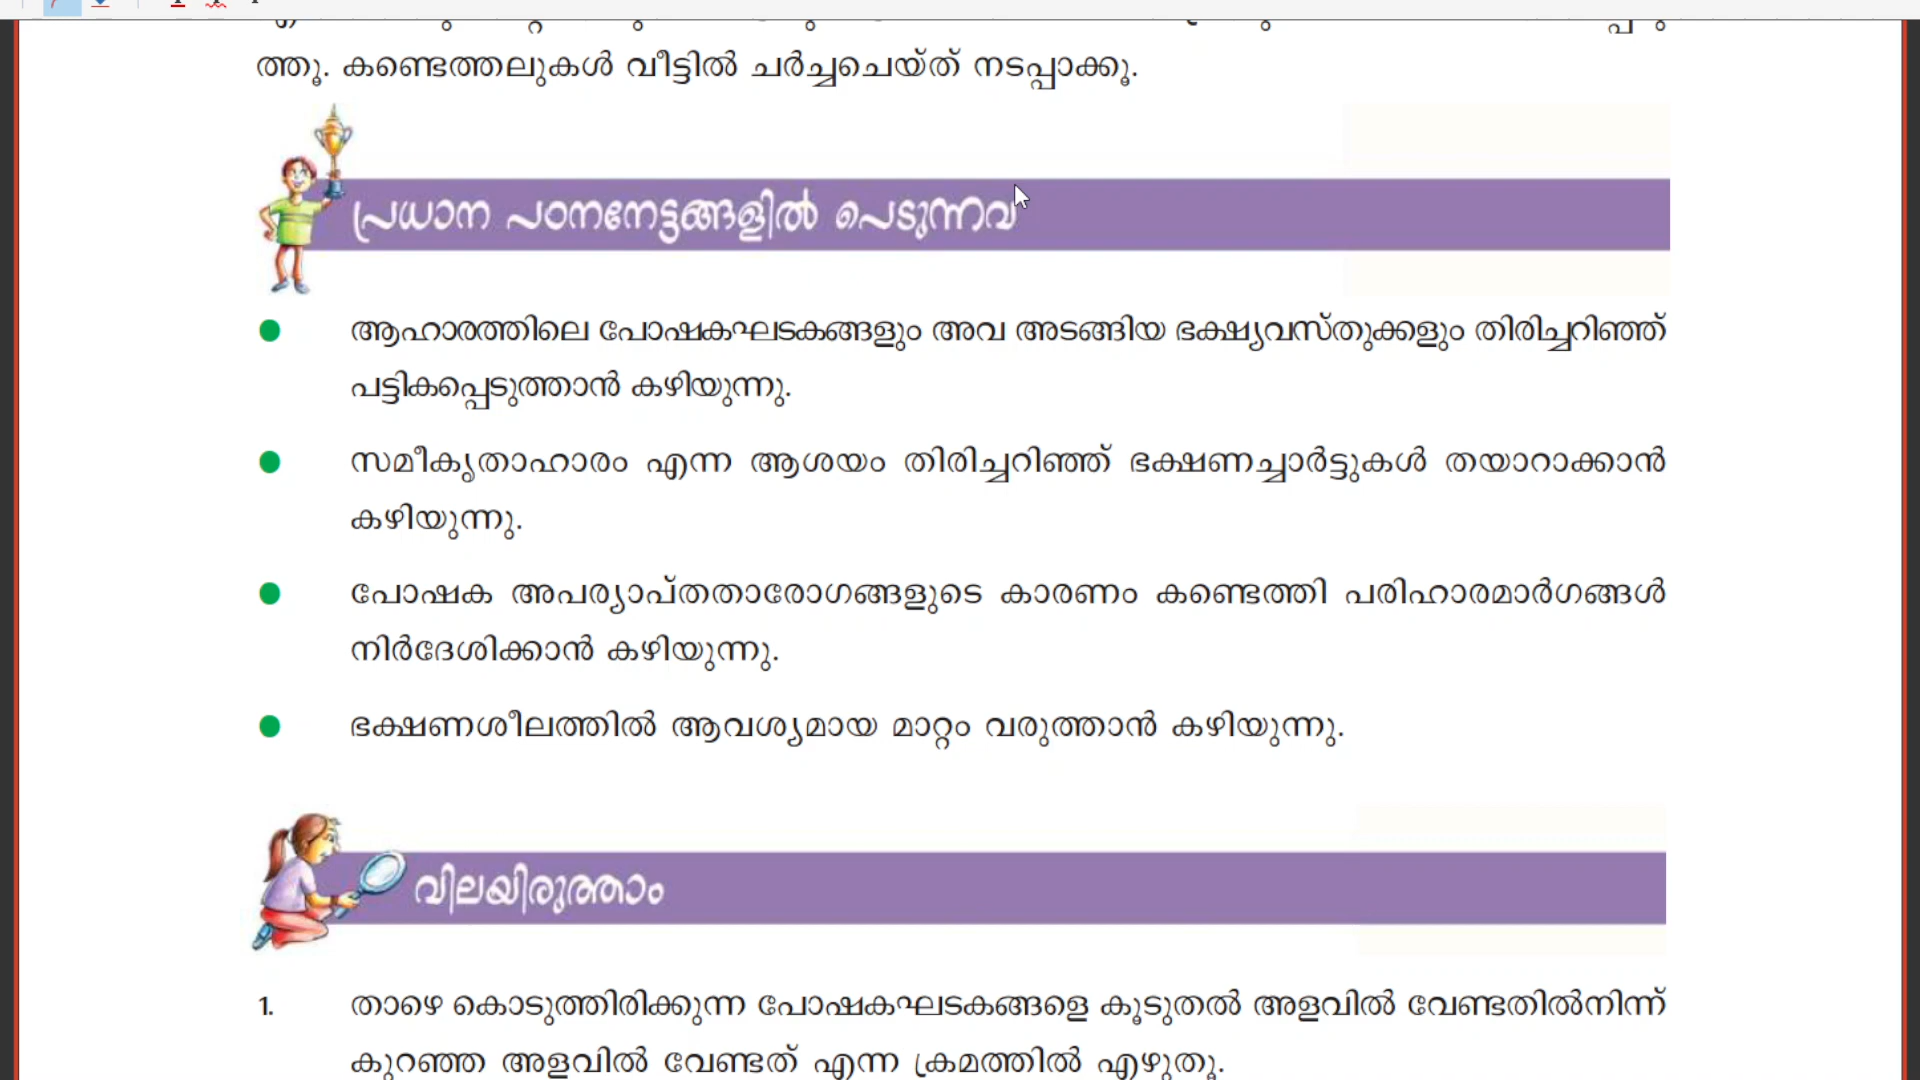 ത്തൂ. കണ്ടെത്തലുകൾ വീട്ടിൽ ചർച്ചചെയ്ത് നടപ്പാക്കൂ.
പ്രധാന പഠനനേട്ടങ്ങളിൽ പെടുന്നവ
ആഹാരത്തിലെ പോഷകഘടകങ്ങളും അവ അടങ്ങിയ ഭക്ഷ്യവസ്തുക്കളും തിരിച്ചറിഞ്ഞ്
പട്ടികപ്പെടുത്താൻ കഴിയുന്നു.
സമീകൃതാഹാരം എന്ന ആശയം തിരിച്ചറിഞ്ഞ് ഭക്ഷണച്ചാർട്ടുകൾ തയാറാക്കാൻ
കഴിയുന്നു.
പോഷക അപര്യാപ്തതാരോഗങ്ങളുടെ കാരണം കണ്ടെത്തി പരിഹാരമാർഗങ്ങൾ
നിർദേശിക്കാൻ കഴിയുന്നു.
ഭക്ഷണശീലത്തിൽ ആവശ്യമായ മാറ്റം വരുത്താൻ കഴിയുന്നു.
വിലയിരുത്താം
1. താഴെ കൊടുത്തിരിക്കുന്ന പോഷകഘടകങ്ങളെ കൂടുതൽ അളവിൽ വേണ്ടതിൽനിന്ന്
കുറഞ്ഞ അളവിൽ വേണ്ടത് എന്ന ക്രമത്തിൽ എഴുതൂ.